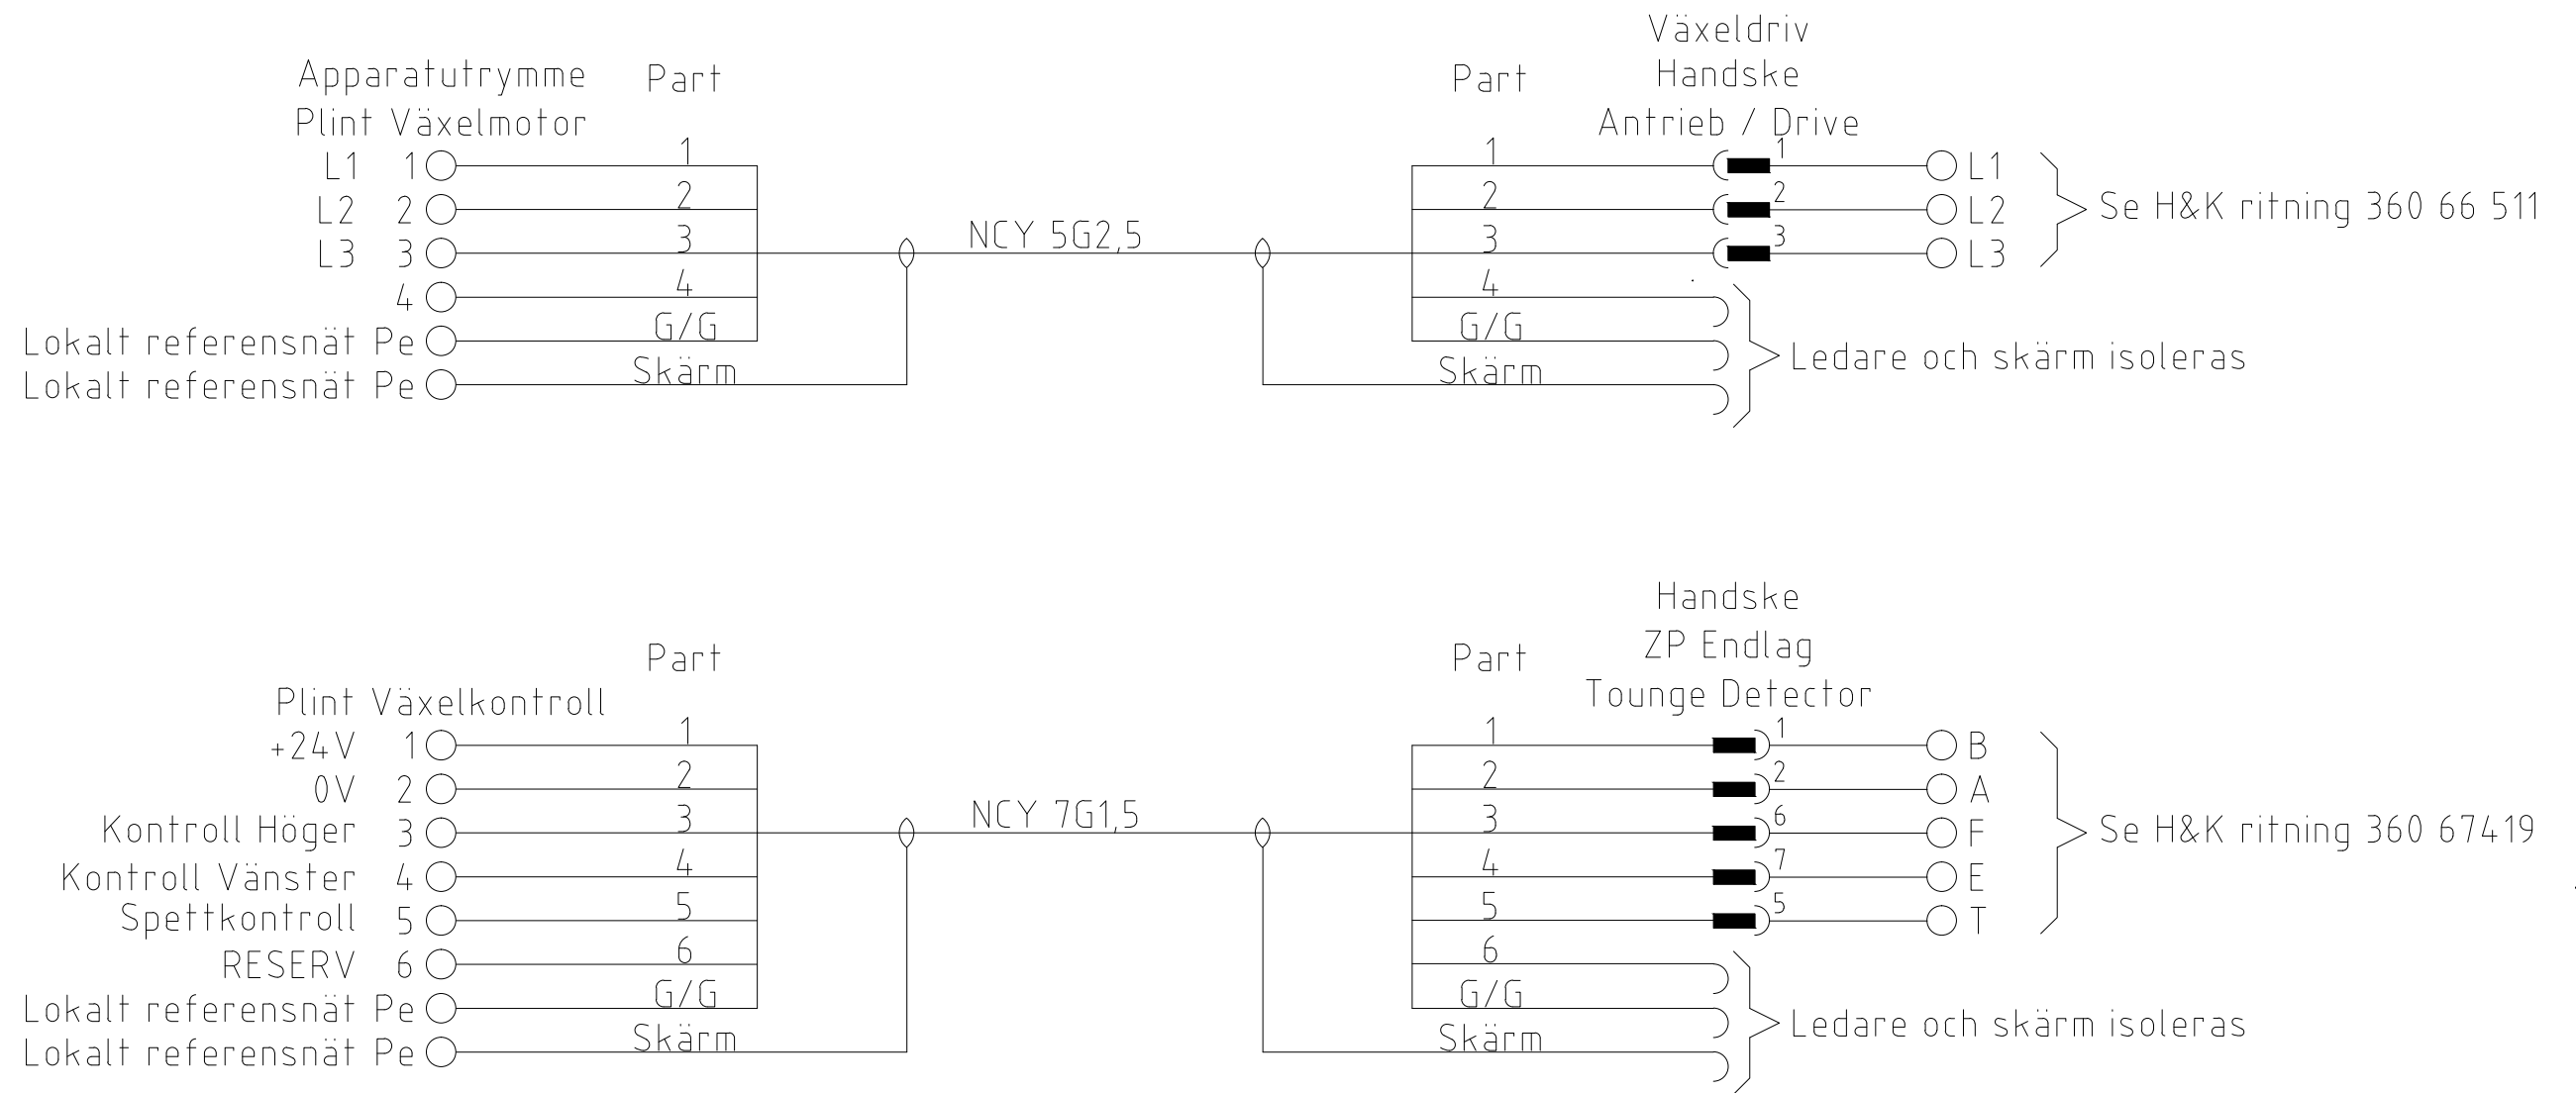 Växeldriv
Apparatutrymme Part Part Handske
Plint Växelmotor Antrieb / Drive
L1 1 1 1 1 L1
L2 2 2 2 2 L2 Se H&K ritning 360 66 511
L3 3 3 NCY 5G2,5 3 3 L3
4 4 4
Lokalt referensnät Pe G/G G/G Ledare och skärm isoleras
Lokalt referensnät Pe Skärm Skärm
Handske
Part Part ZP Endlag
Plint Växelkontroll Tounge Detector
+24V 1 1 1 1 B
0V 2 2 2 2 A
Kontroll Höger 3 3 NCY 7G1,5 3 6 F Se H&K ritning 360 67419
Kontroll Vänster 4 4 4 7 E
Spettkontroll 5 5 5 5 T
RESERV 6 6 6
Lokalt referensnät Pe G/G G/G Ledare och skärm isoleras
Lokalt referensnät Pe Skärm Skärm